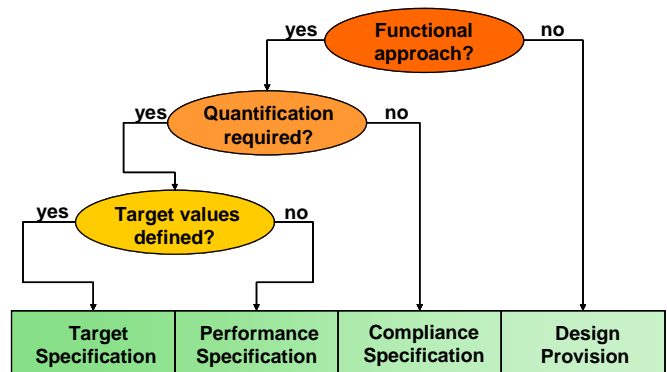 yes
Functional
approach?
no
yes
Quantification
required?
no
yes
Target values
defined?
no
Target
Specification
Performance
Specification
Compliance
Specification
Design
Provision